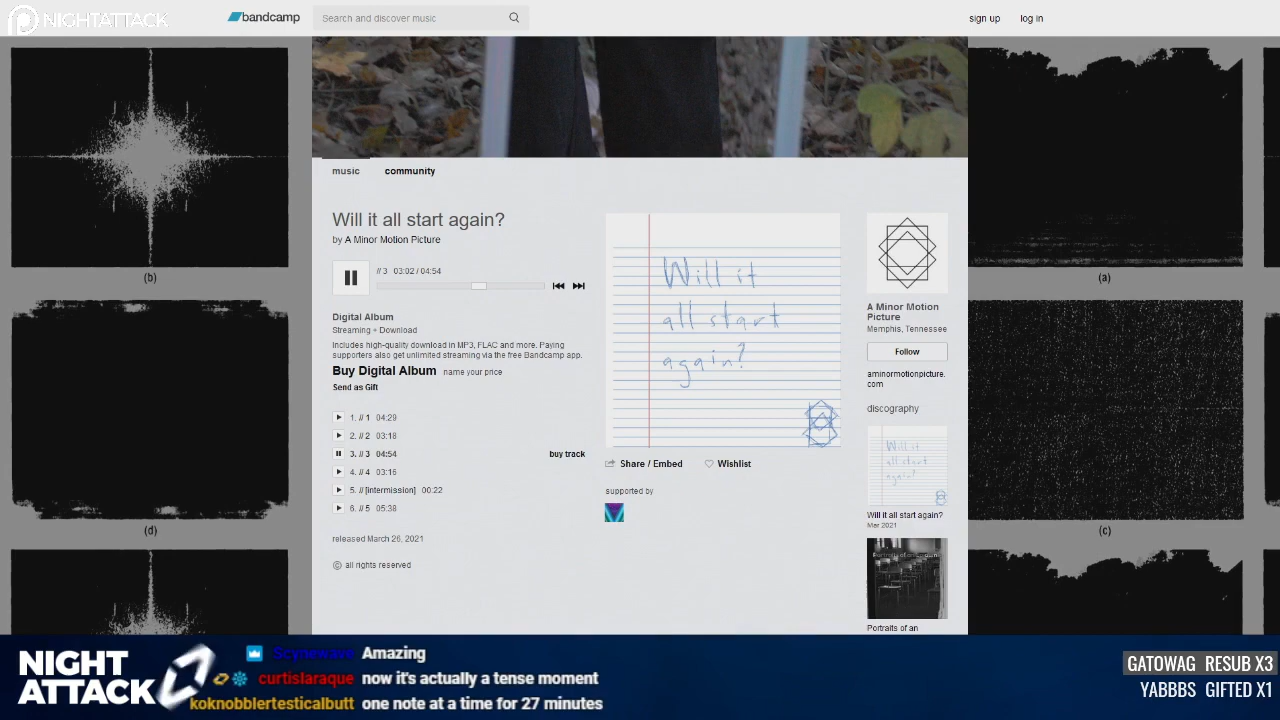 NIGHTATTACK
bandcamp
Search and discover music
sign up
log in
(b)
(d)
(a)
(c)
music
community
Will it all start again?
by A Minor Motion Picture
// 3 03:02 / 04:54
Digital Album
Streaming + Download
Includes high-quality download in MP3, FLAC and more. Paying
supporters also get unlimited streaming via the free Bandcamp app.
Buy Digital Album name your price
Send as Gift
1. // 1 04:29
2. // 2 03:18
3. // 3 04:54 buy track
4. // 4 03:16
5. // [intermission] 00:22
6. // 5 05:38
released March 26, 2021
© all rights reserved
Will it
all start
again?
Share / Embed
Wishlist
supported by
A Minor Motion
Picture
Memphis, Tennessee
Follow
aminormotionpicture.
com
discography
Will it
all start
again?
Will it all start again?
Mar 2021
Portraits of an
NIGHT
ATTACK
Scynewave Amazing
curtislaraque now it's actually a tense moment
koknobblertesticalbutt one note at a time for 27 minutes
GATOWAG RESUB X3
YABBBS GIFTED X1